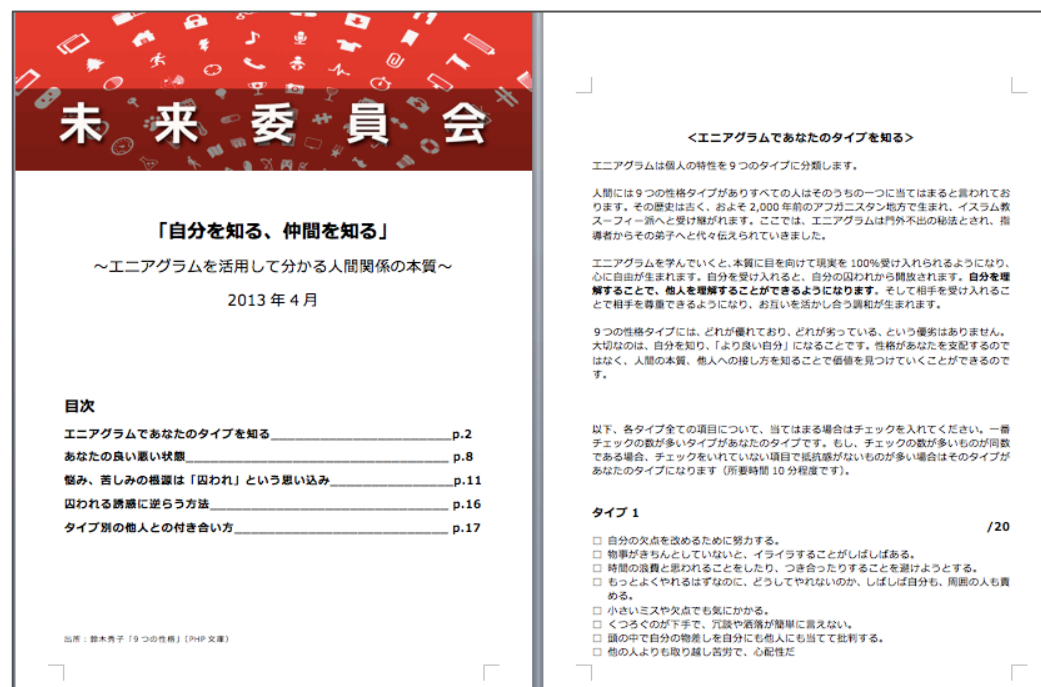 未来委員会
「自分を知る、仲間を知る」
～エニアグラムを活用して分かる人間関係の本質～
2013年4月
目次
エニアグラムであなたのタイプを知る______________________________p.2
あなたの良い悪い状態____________________________________________ p.8
悩み、苦しみの根源は「囚われ」という思い込み____________________p.11
囚われる誘惑に逆らう方法________________________________________ p.16
タイプ別の他人との付き合い方____________________________________ p.17
出所：鈴木秀子「9つの性格」（PHP文庫）
＜エニアグラムであなたのタイプを知る＞
エニアグラムは個人の特性を９つのタイプに分類します。
人間には９つの性格タイプがありすべての人はそのうちの一つに当てはまると言われてお
ります。その歴史は古く、およそ 2,000 年前のアフガニスタン地方で生まれ、イスラム教
スーフィー派へと受け継がれます。ここでは、エニアグラムは門外不出の秘法とされ、指
導者からその弟子へと代々伝えられていきました。
エニアグラムを学んでいくと、本質に目を向けて現実を 100%受け入れられるようになり、
心に自由が生まれます。自分を受け入れると、自分の囚われから開放されます。自分を理
解することで、他人を理解することができるようになります。そして相手を受け入れるこ
とで相手を尊重できるようになり、お互いを活かし合う調和が生まれます。
９つの性格タイプには、どれが優れており、どれが劣っている、という優劣はありません。
大切なのは、自分を知り、「より良い自分」になることです。性格があなたを支配するので
はなく、人間の本質、他人への接し方を知ることで価値を見つけていくことができるので
す。
以下、各タイプ全ての項目について、当てはまる場合はチェックを入れてください。一番
チェックの数が多いタイプがあなたのタイプです。もし、チェックの数が多いものが同数
である場合、チェックをいれていない項目で抵抗感がないものが多い場合はそのタイプが
あなたのタイプになります（所要時間 10 分程度です）。
タイプ 1
/20
□ 自分の欠点を改めるために努力する。
□ 物事がきちんとしていないと、イライラすることがしばしばある。
□ 時間の浪費と思われることをしたり、つき合ったりすることを避けようとする。
□ もっとよくやれるはずなのに、どうしてやれないのか、しばしば自分も、周囲の人も責
める。
□ 小さいミスや欠点でも気にかかる。
□ くつろぐのが下手で、冗談や洒落が簡単に言えない。
□ 頭の中で自分の物差しを自分にも他人にも当てて批判する。
□ 他の人よりも取り越し苦労で、心配性だ